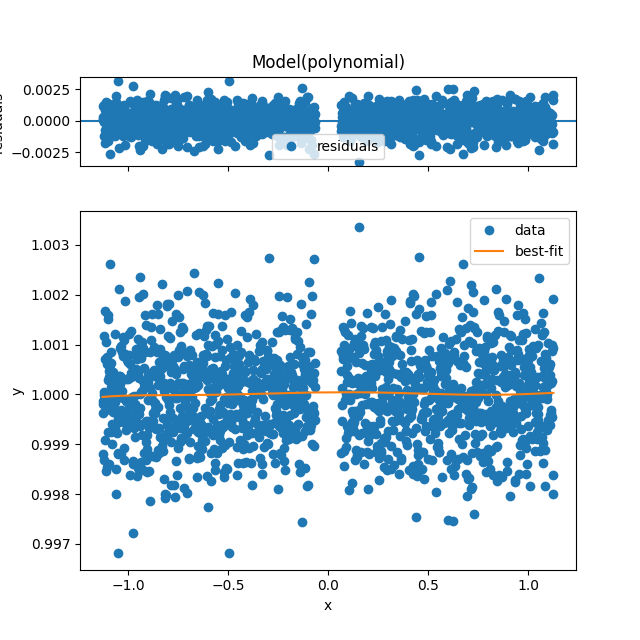 Model(polynomial)
0.0025
0.0000
−0.0025
residuals
residuals
1.003
1.002
1.001
1.000
0.999
0.998
0.997
y
data
best-fit
−1.0 −0.5 0.0 0.5 1.0
x